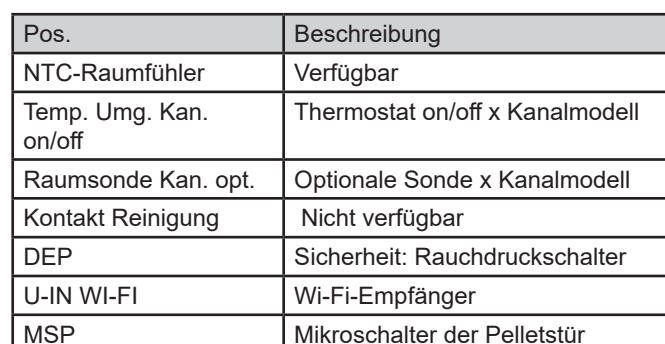 Pos. Beschreibung
NTC-Raumfühler Verfügbar
Temp. Umg. Kan. Thermostat on/off x Kanalmodell
on/off
Raumsonde Kan. opt. Optionale Sonde x Kanalmodell
Kontakt Reinigung Nicht verfügbar
DEP Sicherheit: Rauchdruckschalter
U-IN WI-FI Wi-Fi-Empfänger
MSP Mikroschalter der Pelletstür